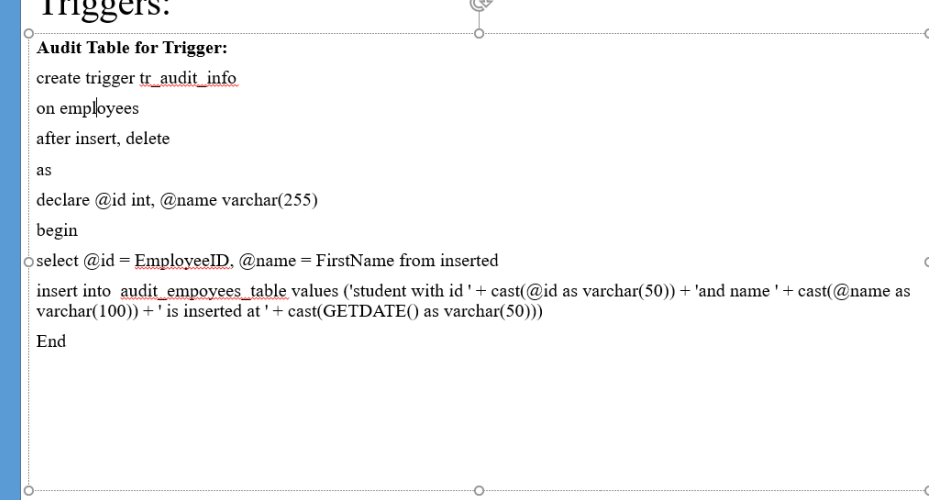 Triggers:
Audit Table for Trigger:
create trigger tr_audit_info
on employees
after insert, delete
as
declare @id int, @name varchar(255)
begin
select @id = EmployeeID, @name = FirstName from inserted
insert into  audit_empoyees_table values ('student with id ' + cast(@id as varchar(50)) + 'and name ' + cast(@name as
varchar(100)) + ' is inserted at ' + cast(GETDATE() as varchar(50)))
End